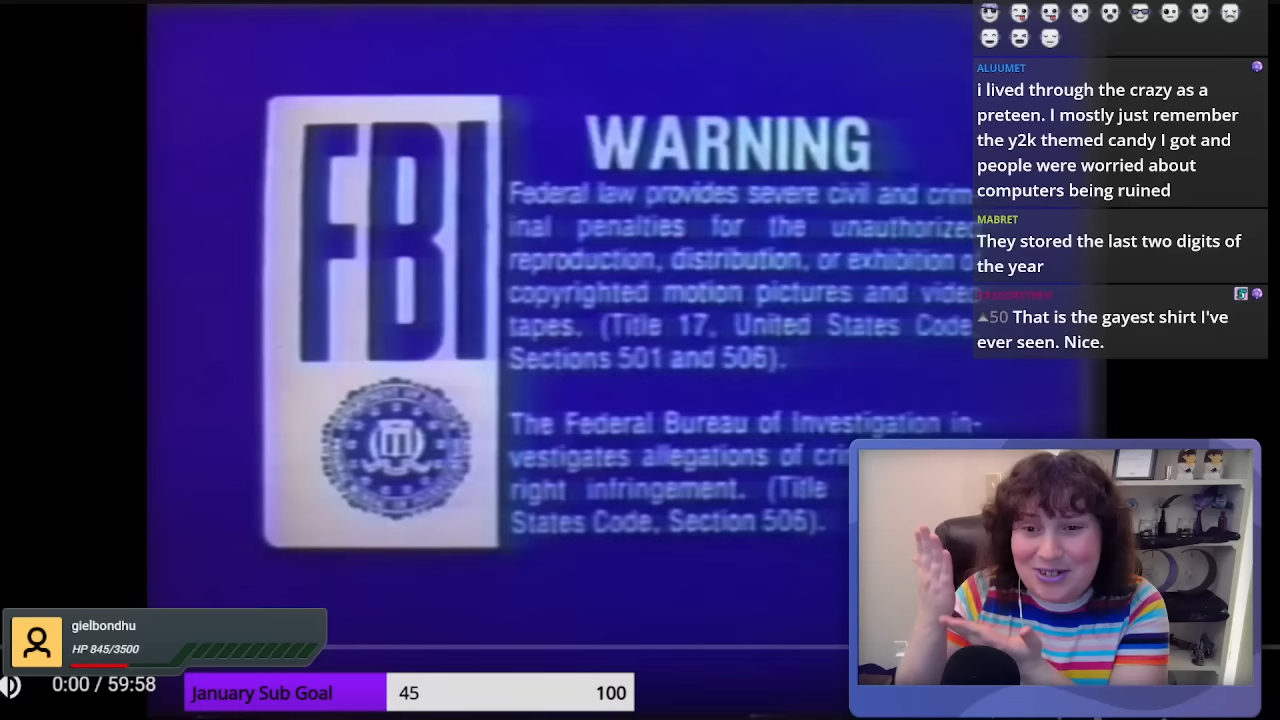 FBI
WARNING
Federal law provides severe civil and crim
inal penalties for the unauthorized
reproduction, distribution, or exhibition o
copyrighted motion pictures and video
tapes. (Title 17, United States Code
Sections 501 and 506).
The Federal Bureau of Investigation in-
vestigates allegations of cri
right infringement. (Title
States Code, Section 506).
ALUUMET
i lived through the crazy as a
preteen. I mostly just remember
the y2k themed candy I got and
people were worried about
computers being ruined
MABRET
They stored the last two digits of
the year
50 That is the gayest shirt I've
ever seen. Nice.
gielbondhu
HP 845/3500
0:00 / 59:58
January Sub Goal 45 100